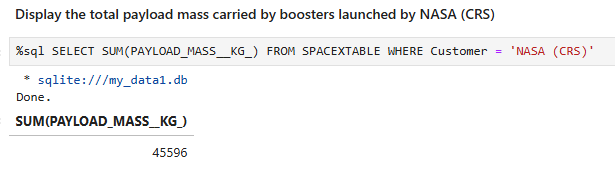 Display the total payload mass carried by boosters launched by NASA (CRS)
%sql SELECT SUM(PAYLOAD_MASS__KG_) FROM SPACEXTABLE WHERE Customer = 'NASA (CRS)'
* sqlite:///my_data1.db
Done.
SUM(PAYLOAD_MASS__KG_)
45596